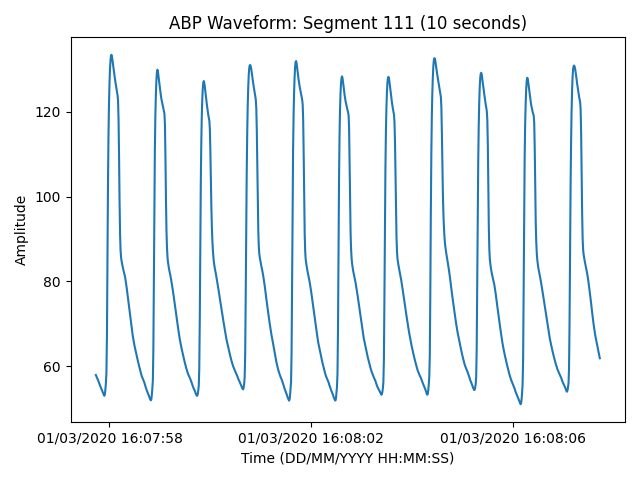 ABP Waveform: Segment 111 (10 seconds)
Amplitude
120
100
80
60
01/03/2020 16:07:58
01/03/2020 16:08:02
01/03/2020 16:08:06
Time (DD/MM/YYYY HH:MM:SS)